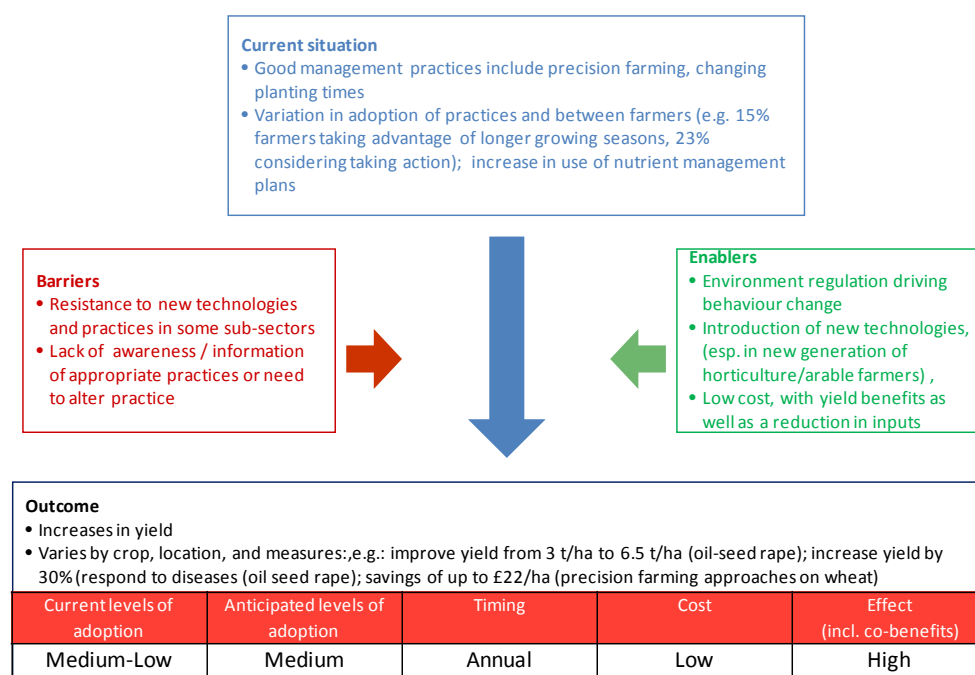 Current situation
• Good management practices include precision farming, changing
planting times
• Variation in adoption of practices and between farmers (e.g. 15%
farmers taking advantage of longer growing seasons, 23%
considering taking action); increase in use of nutrient management
plans
Barriers
• Resistance to new technologies
and practices in some sub-sectors
• Lack of awareness / information
of appropriate practices or need
to alter practice
Enablers
• Environment regulation driving
behaviour change
• Introduction of new technologies,
(esp. in new generation of
horticulture/arable farmers) ,
• Low cost, with yield benefits as
well as a reduction in inputs
Outcome
• Increases in yield
• Varies by crop, location, and measures:,e.g.: improve yield from 3 t/ha to 6.5 t/ha (oil-seed rape); increase yield by
30% (respond to diseases (oil seed rape); savings of up to £22/ha (precision farming approaches on wheat)
Current levels of
adoption
Anticipated levels of
adoption
Timing
Cost
Effect
(incl. co-benefits)
Medium-Low
Medium
Annual
Low
High